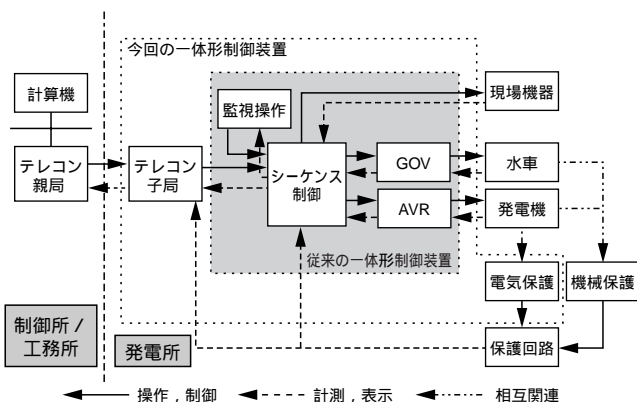 今回の一体形制御装置
計算機
監視操作
現場機器
テレコン
親局
テレコン
子局
シーケンス
制御
GOV
水車
AVR
発電機
従来の一体形制御装置
電気保護
機械保護
制御所 /
工務所
発電所
保護回路
操作 , 制御
計測 , 表示
相互関連